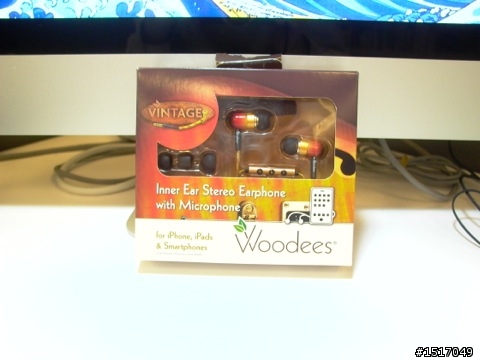 VINTAGE
Inner Ear Stereo Earphone
with Microphone
for iPhone, iPads
& Smartphones
Woodees®
#1517049